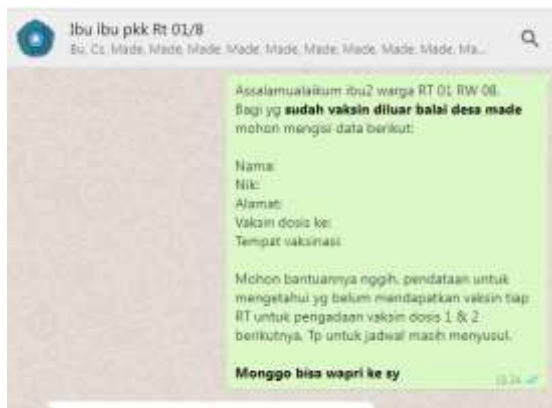 Ibu ibu pkk Rt 01/8
Bu, Cs, Made, Made, Made, Made, Made, Made, Made, Made, Made, Ma...
Assalamualaikum ibu2 warga RT 01 RW 08.
Bagi yg sudah vaksin diluar balai desa made
mohon mengisi data berikut:
Nama:
Nik:
Alamat:
Vaksin dosis ke:
Tempat vaksinasi:
Mohon bantuannya nggih, pendataan untuk
mengetahui yg belum mendapatkan vaksin tiap
RT untuk pengadaan vaksin dosis 1 & 2
berikutnya, Tp untuk jadwal masih menyusul.
Monggo bisa wapri ke sy